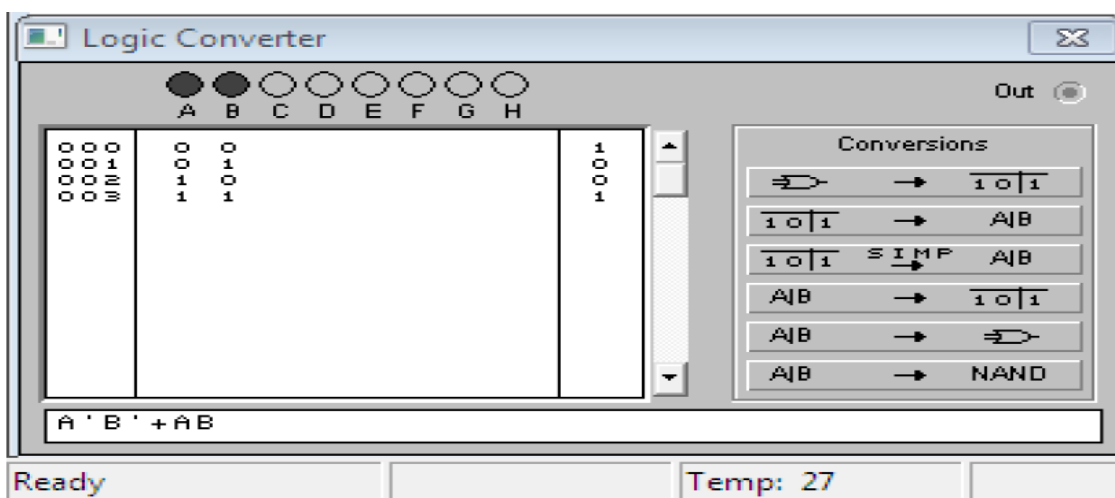 Logic Converter
A B C D E F G H
Out
000 0 0 1
001 0 1 0
002 1 0 0
003 1 1 1
Conversions
→ 1 0 1
1 0 1 → A|B
1 0 1 SIMP → A|B
A|B → 1 0 1
A|B →
A|B → NAND
A'B'+AB
Ready
Temp: 27